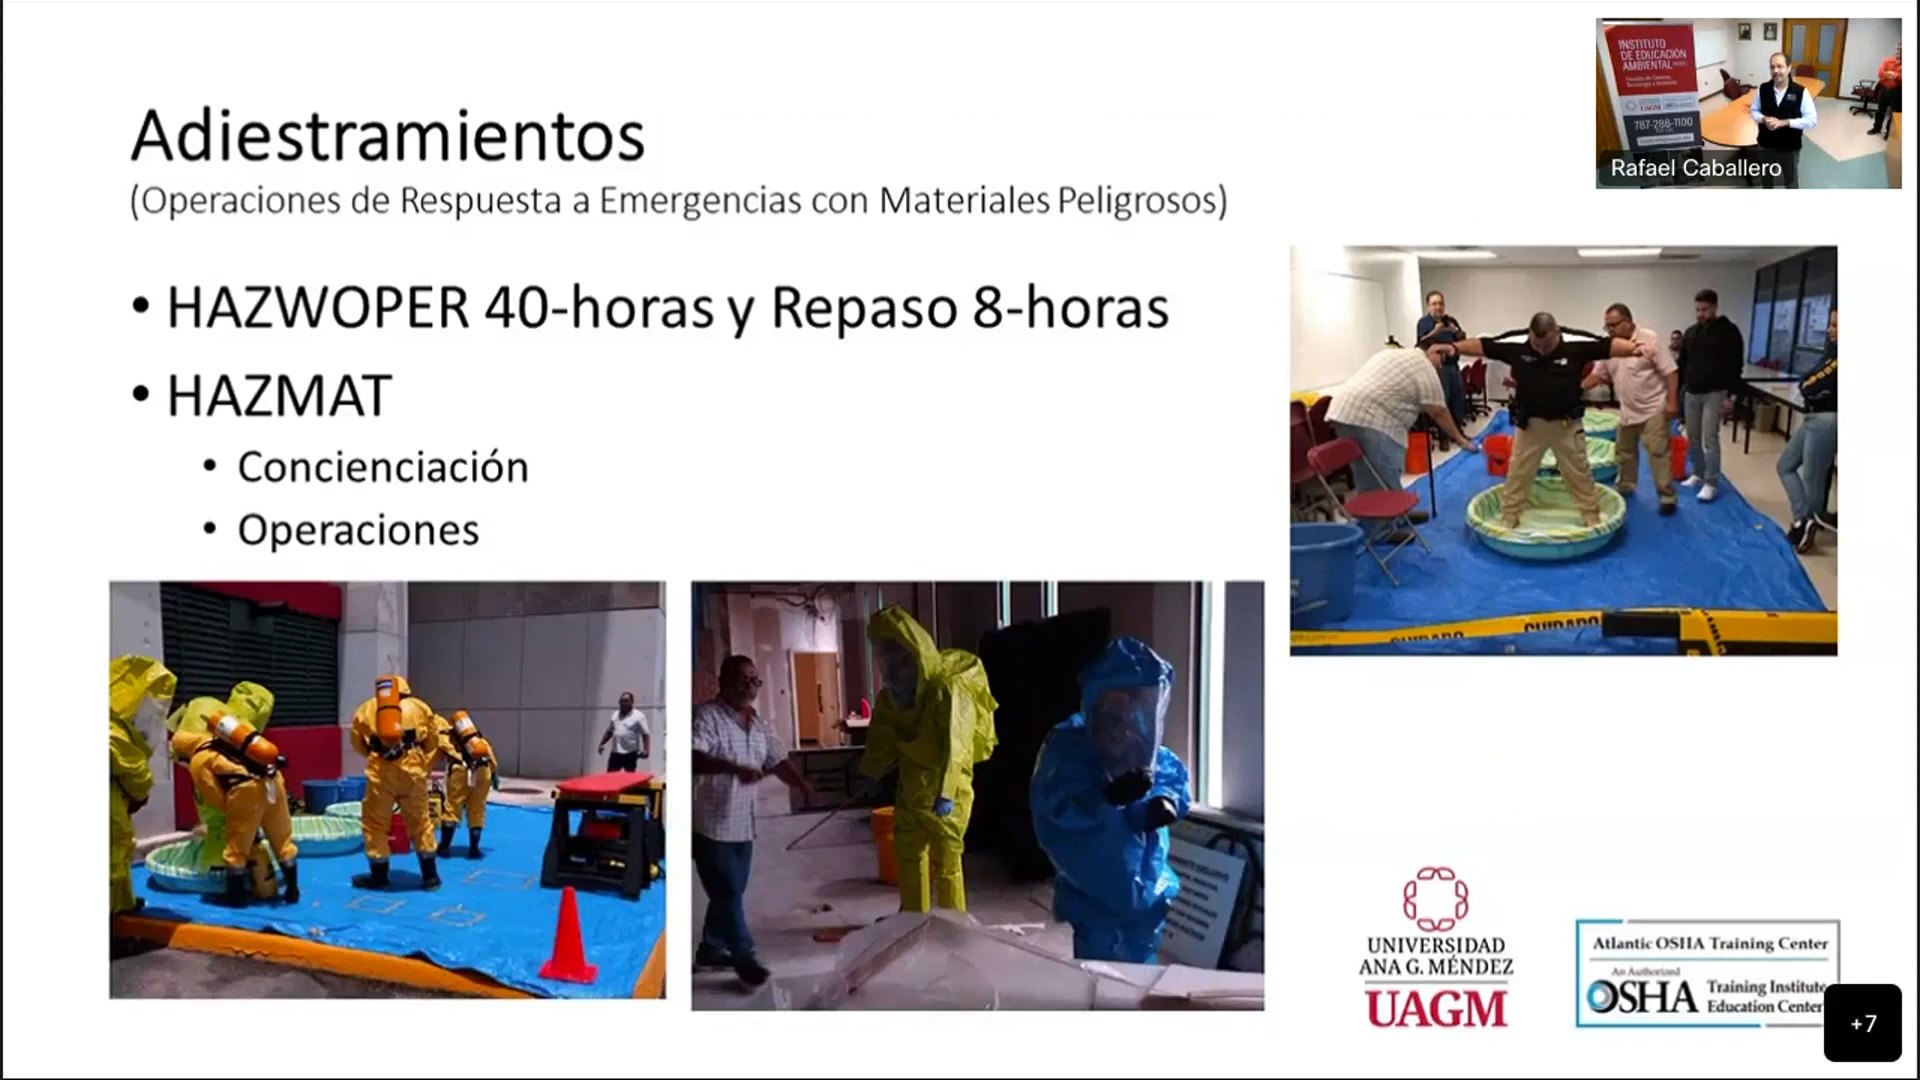 Adiestramientos
(Operaciones de Respuesta a Emergencias con Materiales Peligrosos)
• HAZWOPER 40-horas y Repaso 8-horas
• HAZMAT
• Concienciación
• Operaciones
INSTITUTO
DE EDUCACIÓN
AMBIENTAL
787-288-1100
Rafael Caballero
CUIDADO
CUIDADO
UNIVERSIDAD
ANA G. MÉNDEZ
UAGM
Atlantic OSHA Training Center
An Authorized
OSHA
Training Institute
Education Center
+7